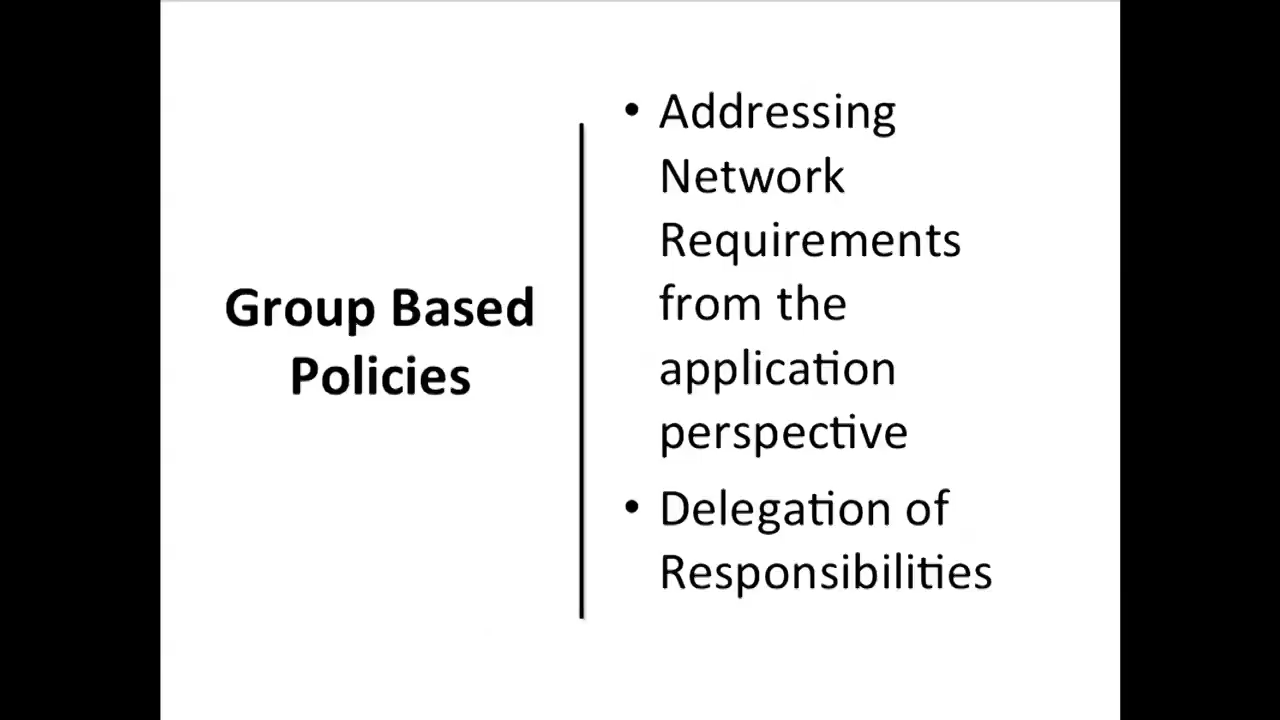 Group Based
Policies
• Addressing
Network
Requirements
from the
application
perspective
• Delegation of
Responsibilities